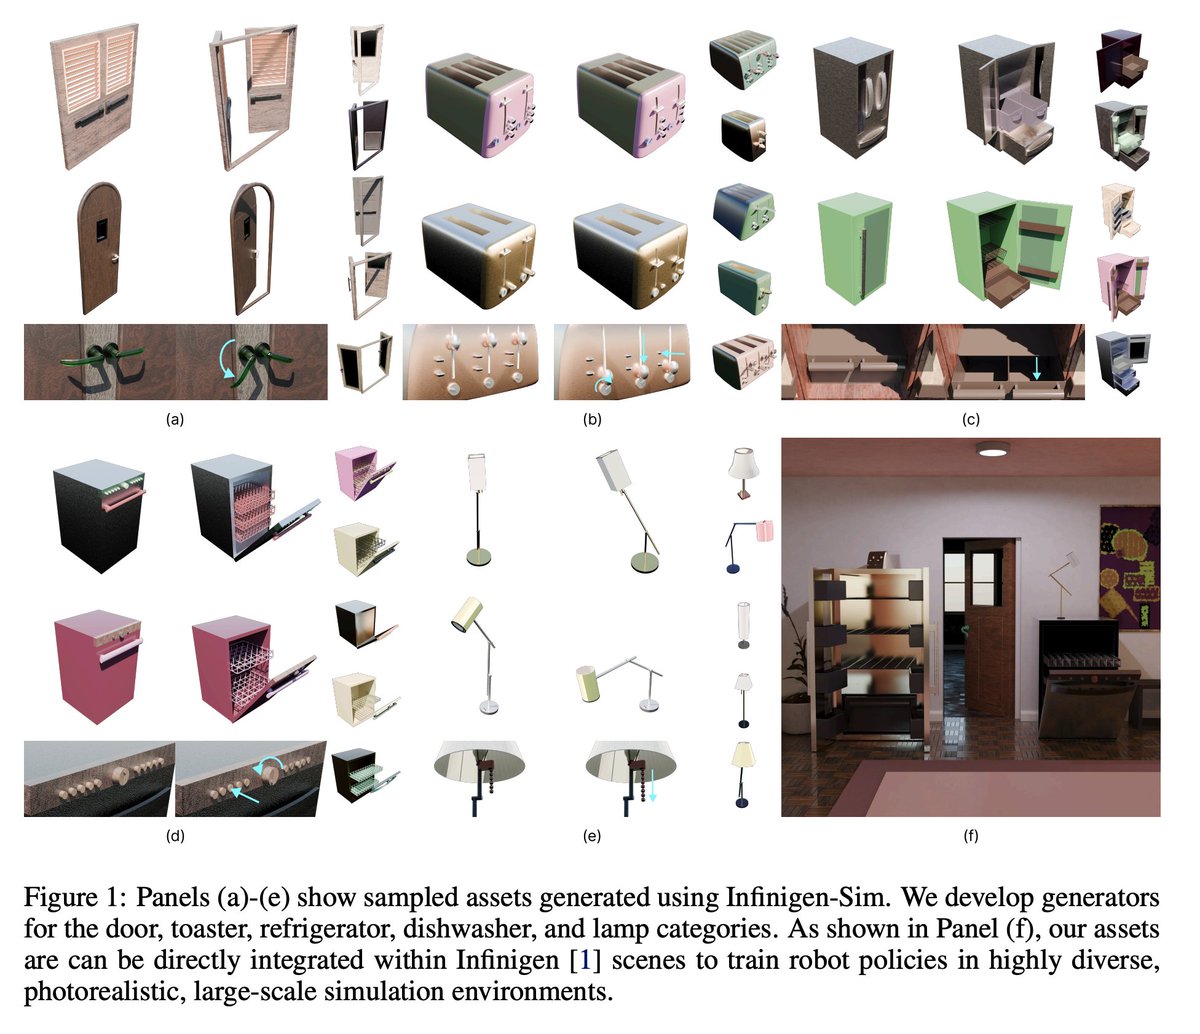 (a)
(b)
(c)
(d)
(e)
(f)
Figure 1: Panels (a)-(e) show sampled assets generated using Infinigen-Sim. We develop generators
for the door, toaster, refrigerator, dishwasher, and lamp categories. As shown in Panel (f), our assets
are can be directly integrated within Infinigen [1] scenes to train robot policies in highly diverse,
photorealistic, large-scale simulation environments.